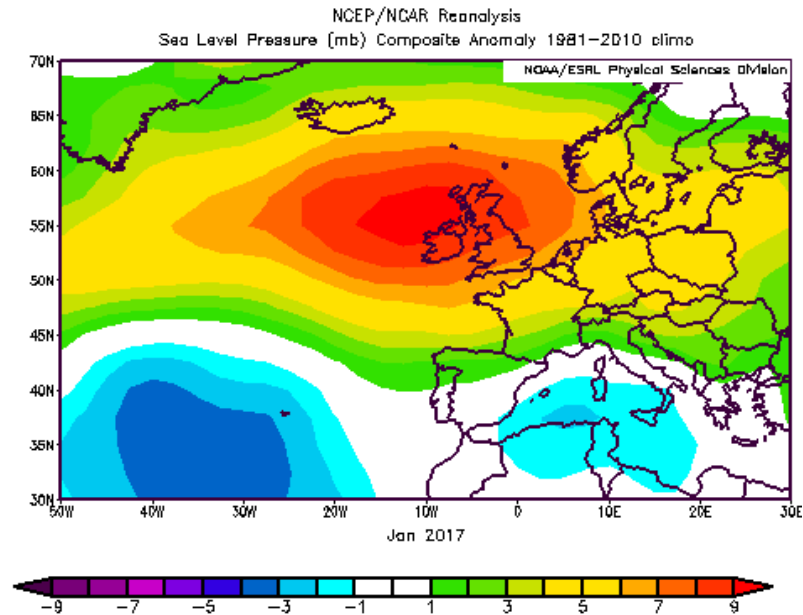 NCEP/NCAR Reanalysis
Sea Level Pressure (mb) Composite Anomaly 1981-2010 climo
NOAA/ESRL Physical Sciences Division
70N
65N
60N
55N
50N
45N
40N
35N
30N
50W 40W 30W 20W 10W 0 10E 20E 30E
Jan 2017
-9 -7 -5 -3 -1 1 3 5 7 9